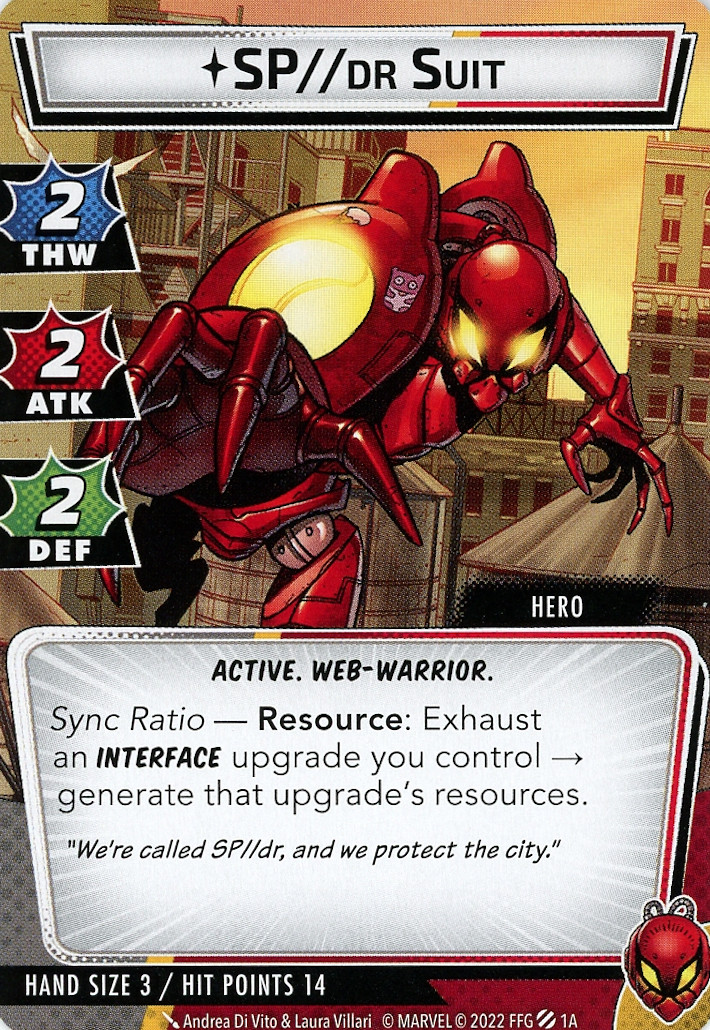 SP//DR SUIT
2
THW
2
ATK
2
DEF
HERO
ACTIVE. WEB-WARRIOR.
Sync Ratio — Resource: Exhaust
an INTERFACE upgrade you control →
generate that upgrade's resources.
"We're called SP//dr, and we protect the city."
HAND SIZE 3 / HIT POINTS 14
Andrea Di Vito & Laura Villari © MARVEL © 2022 FFG 1A